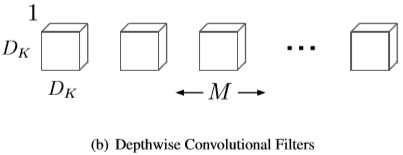 1
D_K
D_K
M
...
(b) Depthwise Convolutional Filters